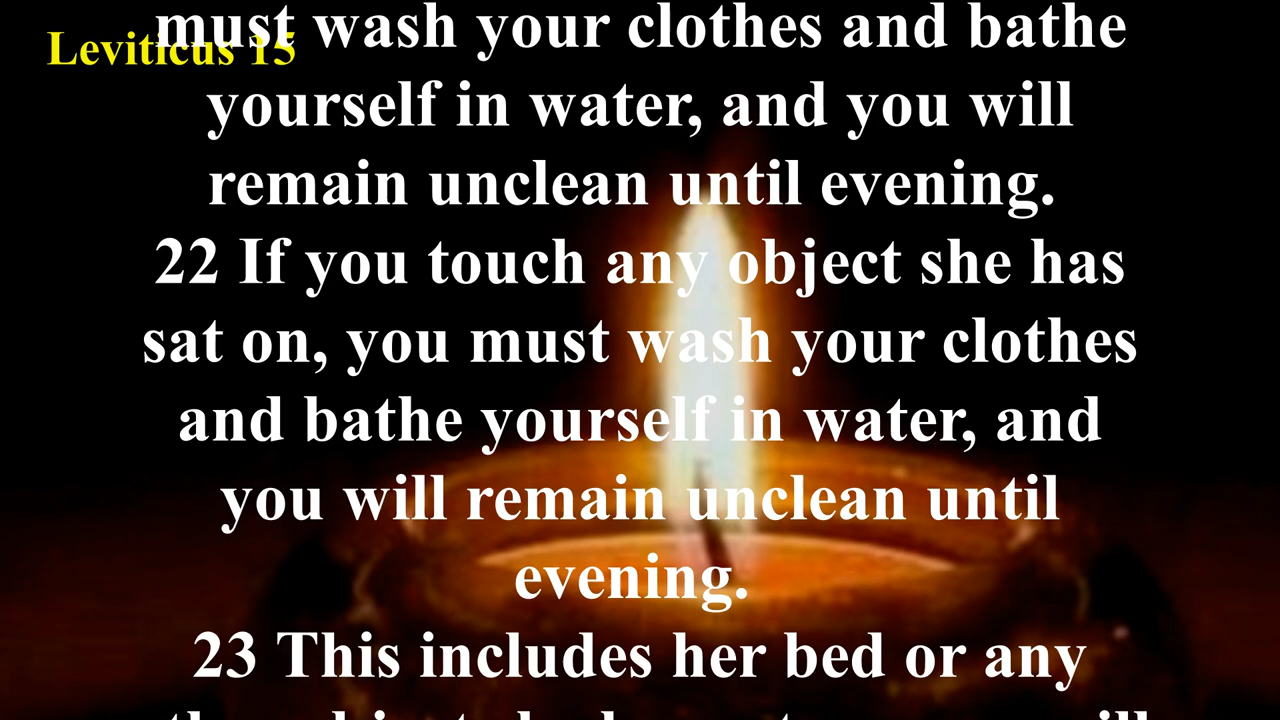 must wash your clothes and bathe
Leviticus 15
yourself in water, and you will
remain unclean until evening.
22 If you touch any object she has
sat on, you must wash your clothes
and bathe yourself in water, and
you will remain unclean until
evening.
23 This includes her bed or any